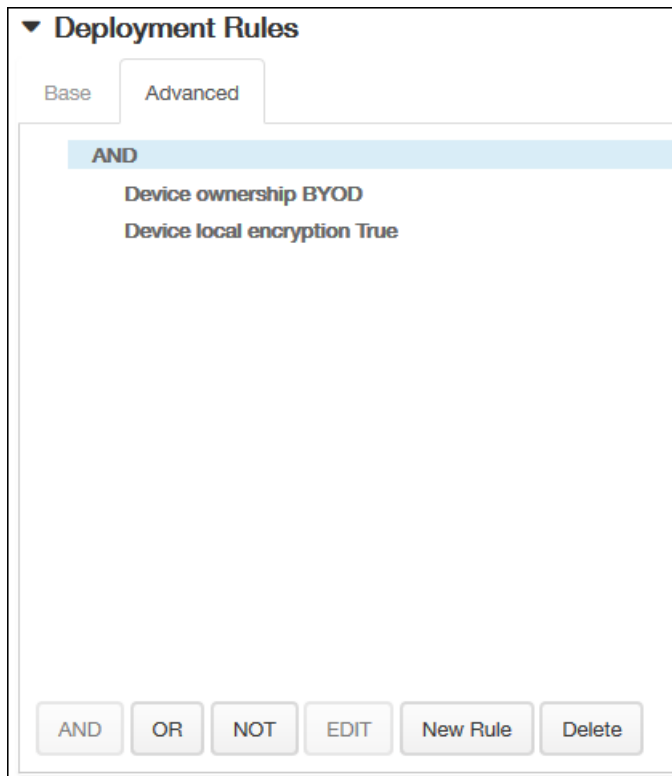 Deployment Rules
Base Advanced
AND
Device ownership BYOD
Device local encryption True
AND OR NOT EDIT New Rule Delete